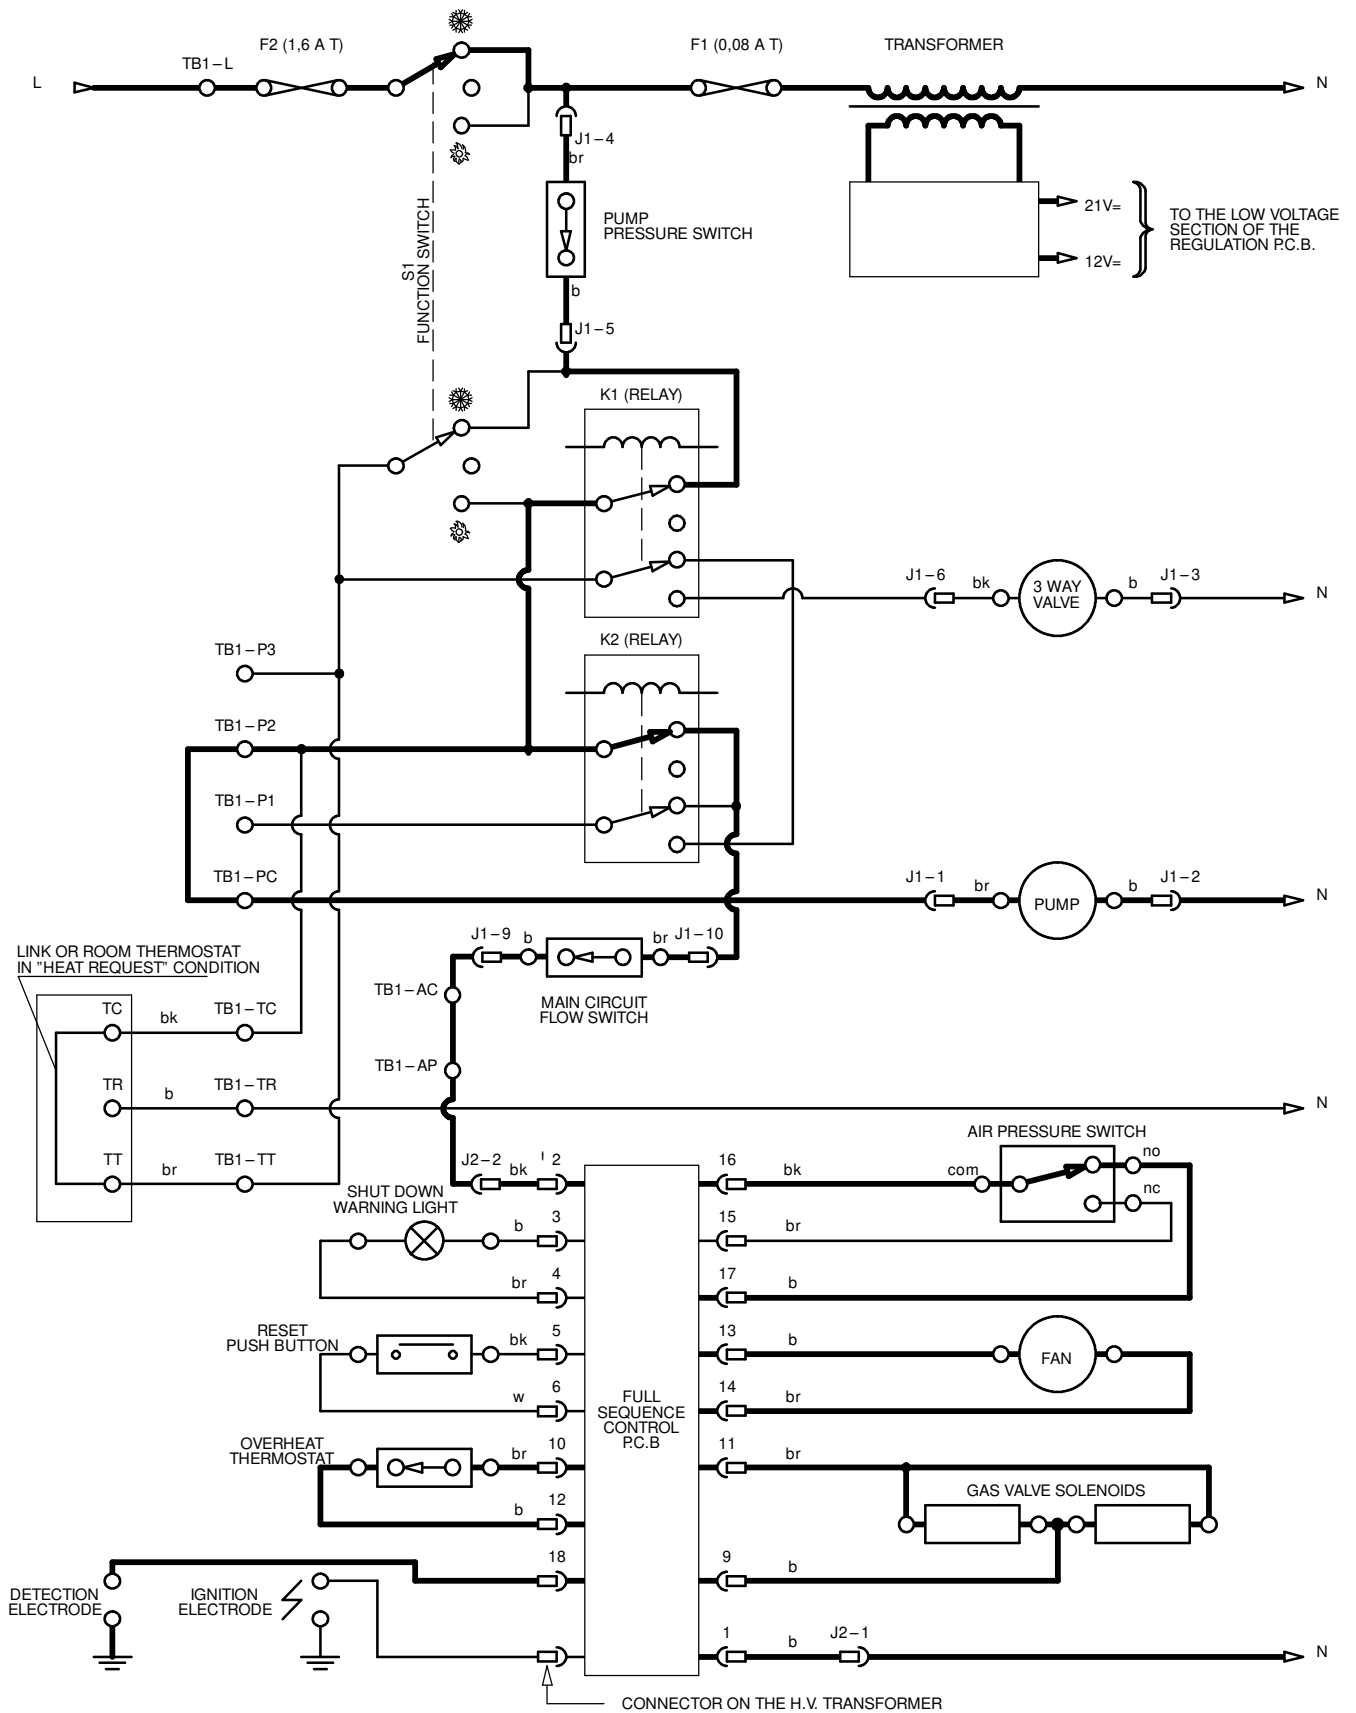 F2 (1,6 A T)
F1 (0,08 A T)
TRANSFORMER
TB1–L
L
N
J1–4
br
PUMP
PRESSURE SWITCH
21V=
12V=
TO THE LOW VOLTAGE
SECTION OF THE
REGULATION P.C.B.
S1
FUNCTION SWITCH
b
J1–5
K1 (RELAY)
J1–6
bk
3 WAY
VALVE
b
J1–3
N
K2 (RELAY)
TB1–P3
TB1–P2
TB1–P1
TB1–PC
J1–1
br
PUMP
b
J1–2
N
J1–9
b
br
J1–10
LINK OR ROOM THERMOSTAT
IN "HEAT REQUEST" CONDITION
TB1–AC
MAIN CIRCUIT
FLOW SWITCH
TC
bk
TB1–TC
TB1–AP
TR
b
TB1–TR
N
AIR PRESSURE SWITCH
TT
br
TB1–TT
J2–2
bk
2
16
bk
com
no
nc
SHUT DOWN
WARNING LIGHT
b
3
15
br
br
4
17
b
RESET
PUSH BUTTON
bk
5
13
b
FAN
w
6
14
br
FULL
SEQUENCE
CONTROL
P.C.B
OVERHEAT
THERMOSTAT
br
10
11
br
GAS VALVE SOLENOIDS
b
12
18
9
b
DETECTION
ELECTRODE
IGNITION
ELECTRODE
1
b
J2–1
N
CONNECTOR ON THE H.V. TRANSFORMER